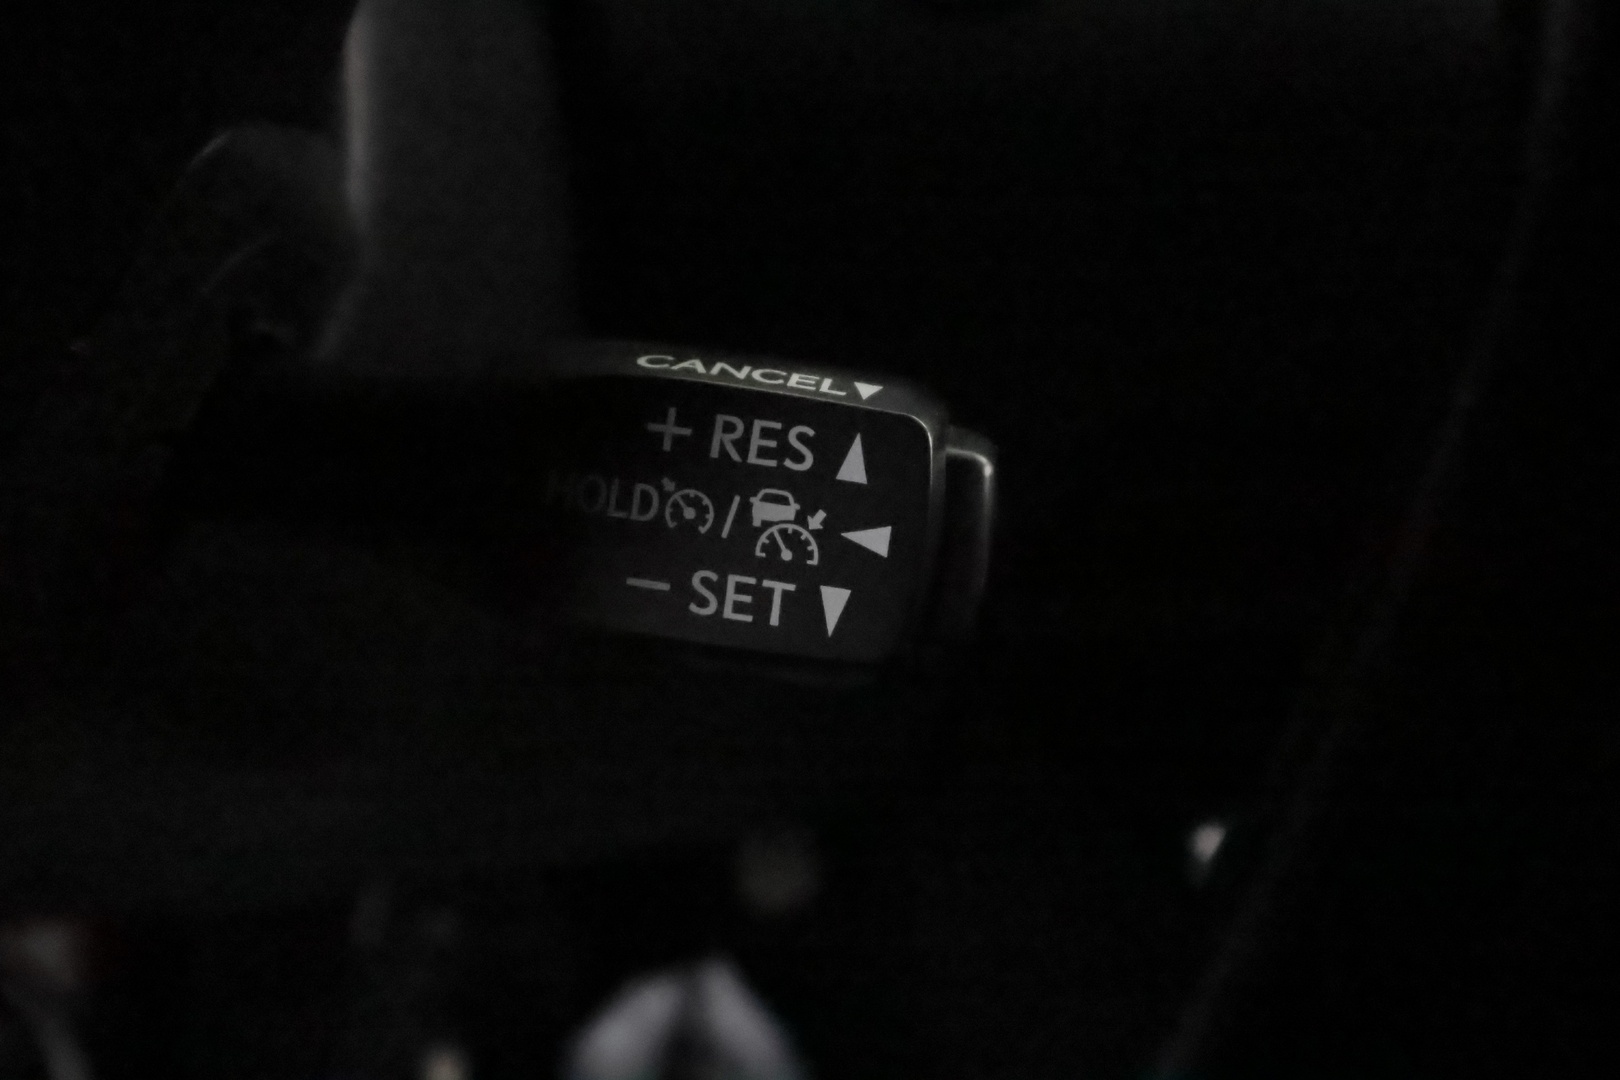 CANCEL▼
+ RES ▲
HOLD / ◄
− SET ▼